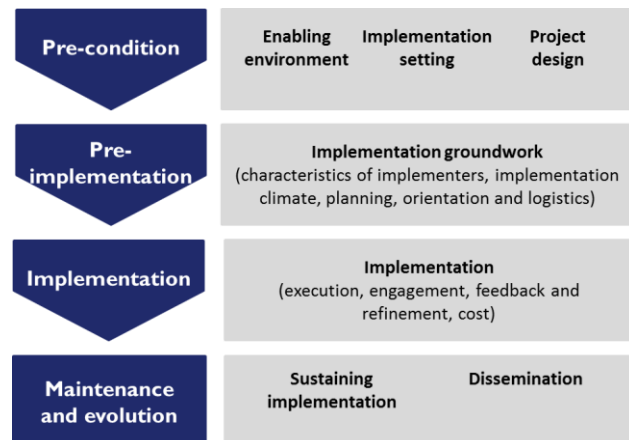 Pre-condition
Enabling environment
Implementation setting
Project design
Pre-
implementation
Implementation groundwork
(characteristics of implementers, implementation
climate, planning, orientation and logistics)
Implementation
Implementation
(execution, engagement, feedback and
refinement, cost)
Maintenance
and evolution
Sustaining
implementation
Dissemination